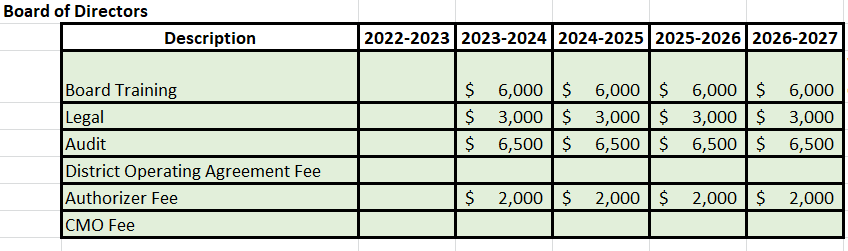 Board of Directors
Description 2022-2023 2023-2024 2024-2025 2025-2026 2026-2027
Board Training $ 6,000 $ 6,000 $ 6,000 $ 6,000
Legal $ 3,000 $ 3,000 $ 3,000 $ 3,000
Audit $ 6,500 $ 6,500 $ 6,500 $ 6,500
District Operating Agreement Fee
Authorizer Fee $ 2,000 $ 2,000 $ 2,000 $ 2,000
CMO Fee